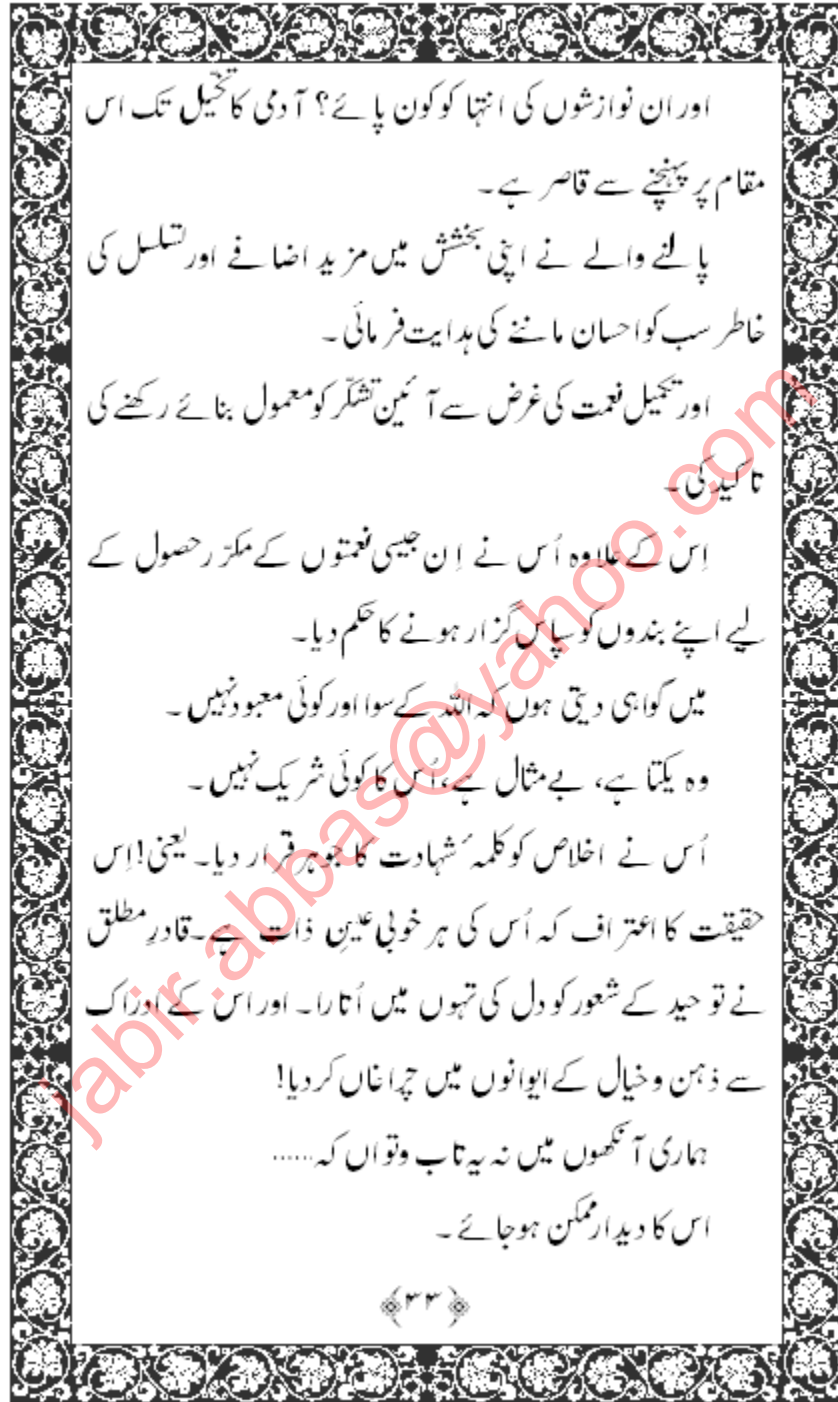 اور ان نوازشوں کی انتہا کو کون پائے؟ آدمی کا تخیّل تک اس
مقام پر پہنچنے سے قاصر ہے۔
پالنے والے نے اپنی بخشش میں مزید اضافے اور تسلسل کی
خاطر سب کو احسان ماننے کی ہدایت فرمائی۔
اور تکمیل نعمت کی غرض سے آئین تشکّر کو معمول بنائے رکھنے کی
تاکید کی۔
اِس کے علاوہ اُس نے اِن جیسی نعمتوں کے مکرّر حصول کے
لیے اپنے بندوں کو سپاس گزار ہونے کا حکم دیا۔
میں گواہی دیتی ہوں کہ اللہ کے سوا اور کوئی معبود نہیں۔
وہ یکتا ہے، بے مثال ہے، اُس کا کوئی شریک نہیں۔
اُس نے اخلاص کو کلمہٴ شہادت کا جوہر قرار دیا۔ یعنی! اِس
حقیقت کا اعتراف کہ اُس کی ہر خوبی عینِ ذات ہے۔ قادرِ مطلق
نے توحید کے شعور کو دل کی تہوں میں اُتارا۔ اور اس کے ادراک
سے ذہن و خیال کے ایوانوں میں چراغاں کر دیا!
ہماری آنکھوں میں نہ یہ تاب و تواں کہ......
اس کا دیدار ممکن ہو جائے۔
﴿۳۳﴾
jabir.abbas@yahoo.com